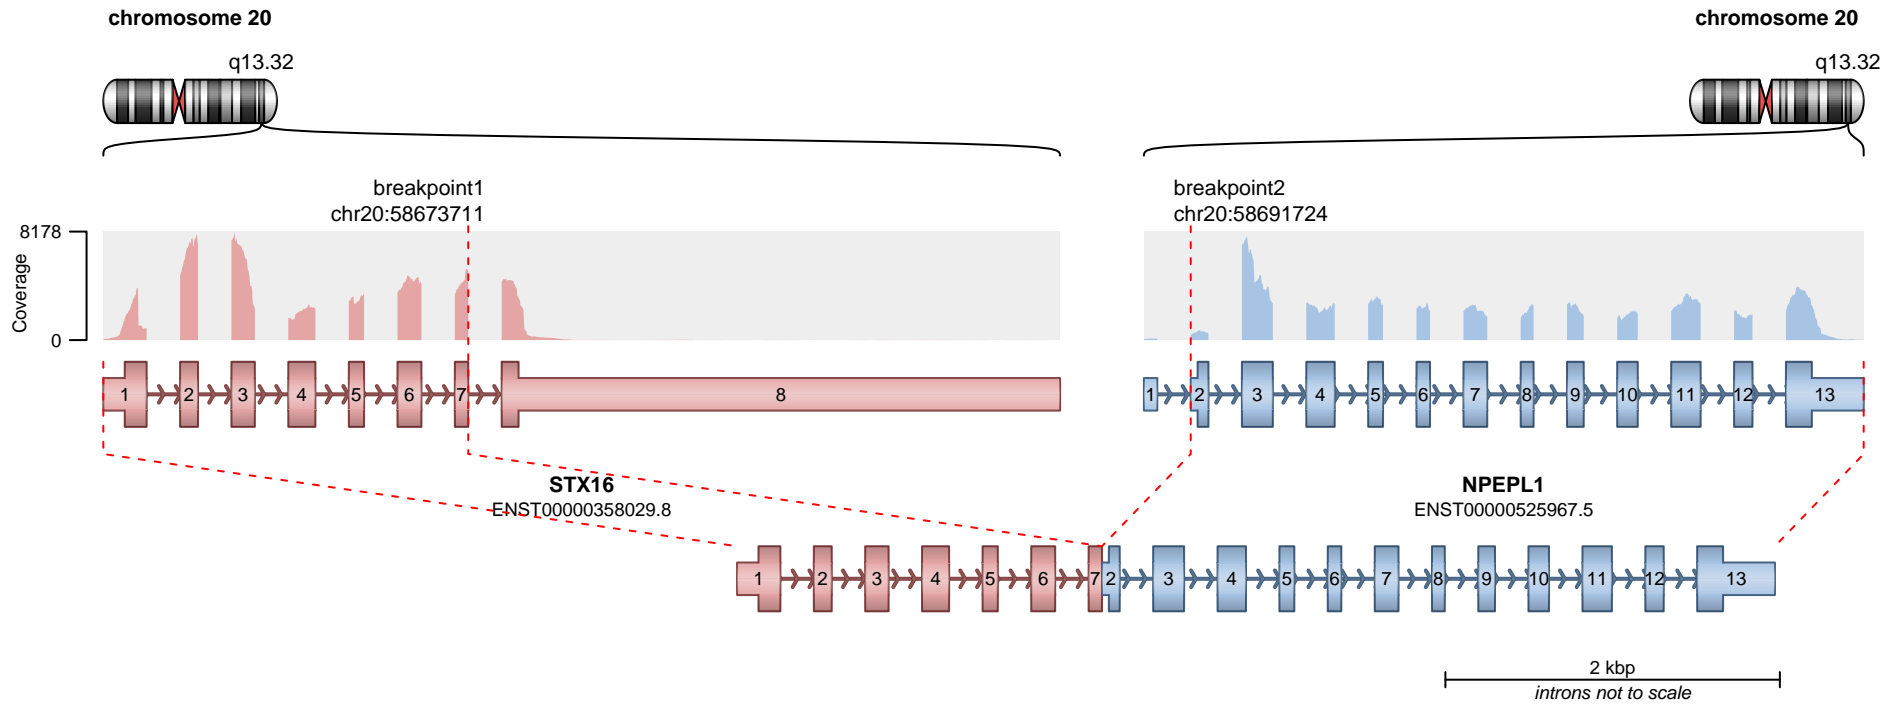 chromosome 20
chromosome 20
q13.32
q13.32
breakpoint1
chr20:58673711
breakpoint2
chr20:58691724
8178
Coverage
0
1 2 3 4 5 6 7 8
1 2 3 4 5 6 7 8 9 10 11 12 13
STX16
ENST00000358029.8
NPEPL1
ENST00000525967.5
1 2 3 4 5 6 7 2 3 4 5 6 7 8 9 10 11 12 13
2 kbp
introns not to scale